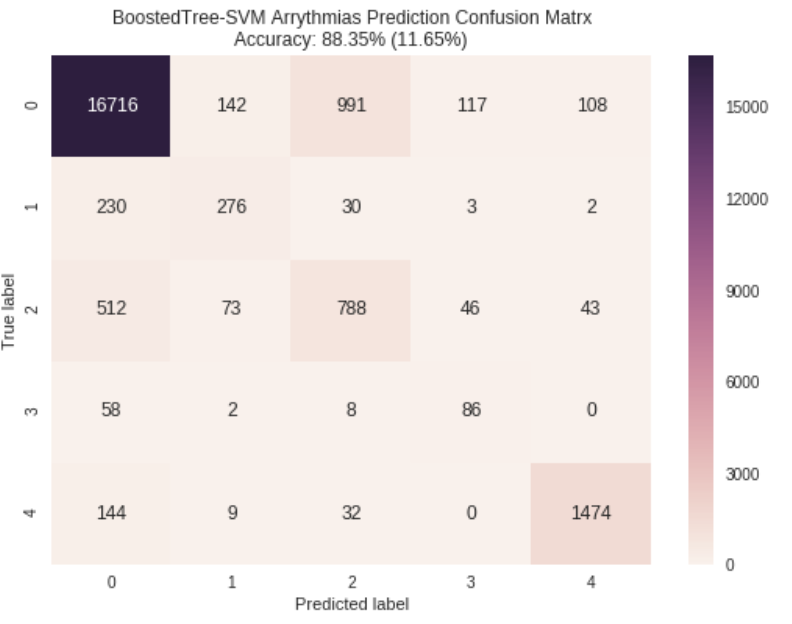 BoostedTree-SVM Arrythmias Prediction Confusion Matrx
Accuracy: 88.35% (11.65%)
0 16716 142 991 117 108
1 230 276 30 3 2
2 512 73 788 46 43
3 58 2 8 86 0
4 144 9 32 0 1474
0 1 2 3 4
True label
Predicted label
15000
12000
9000
6000
3000
0